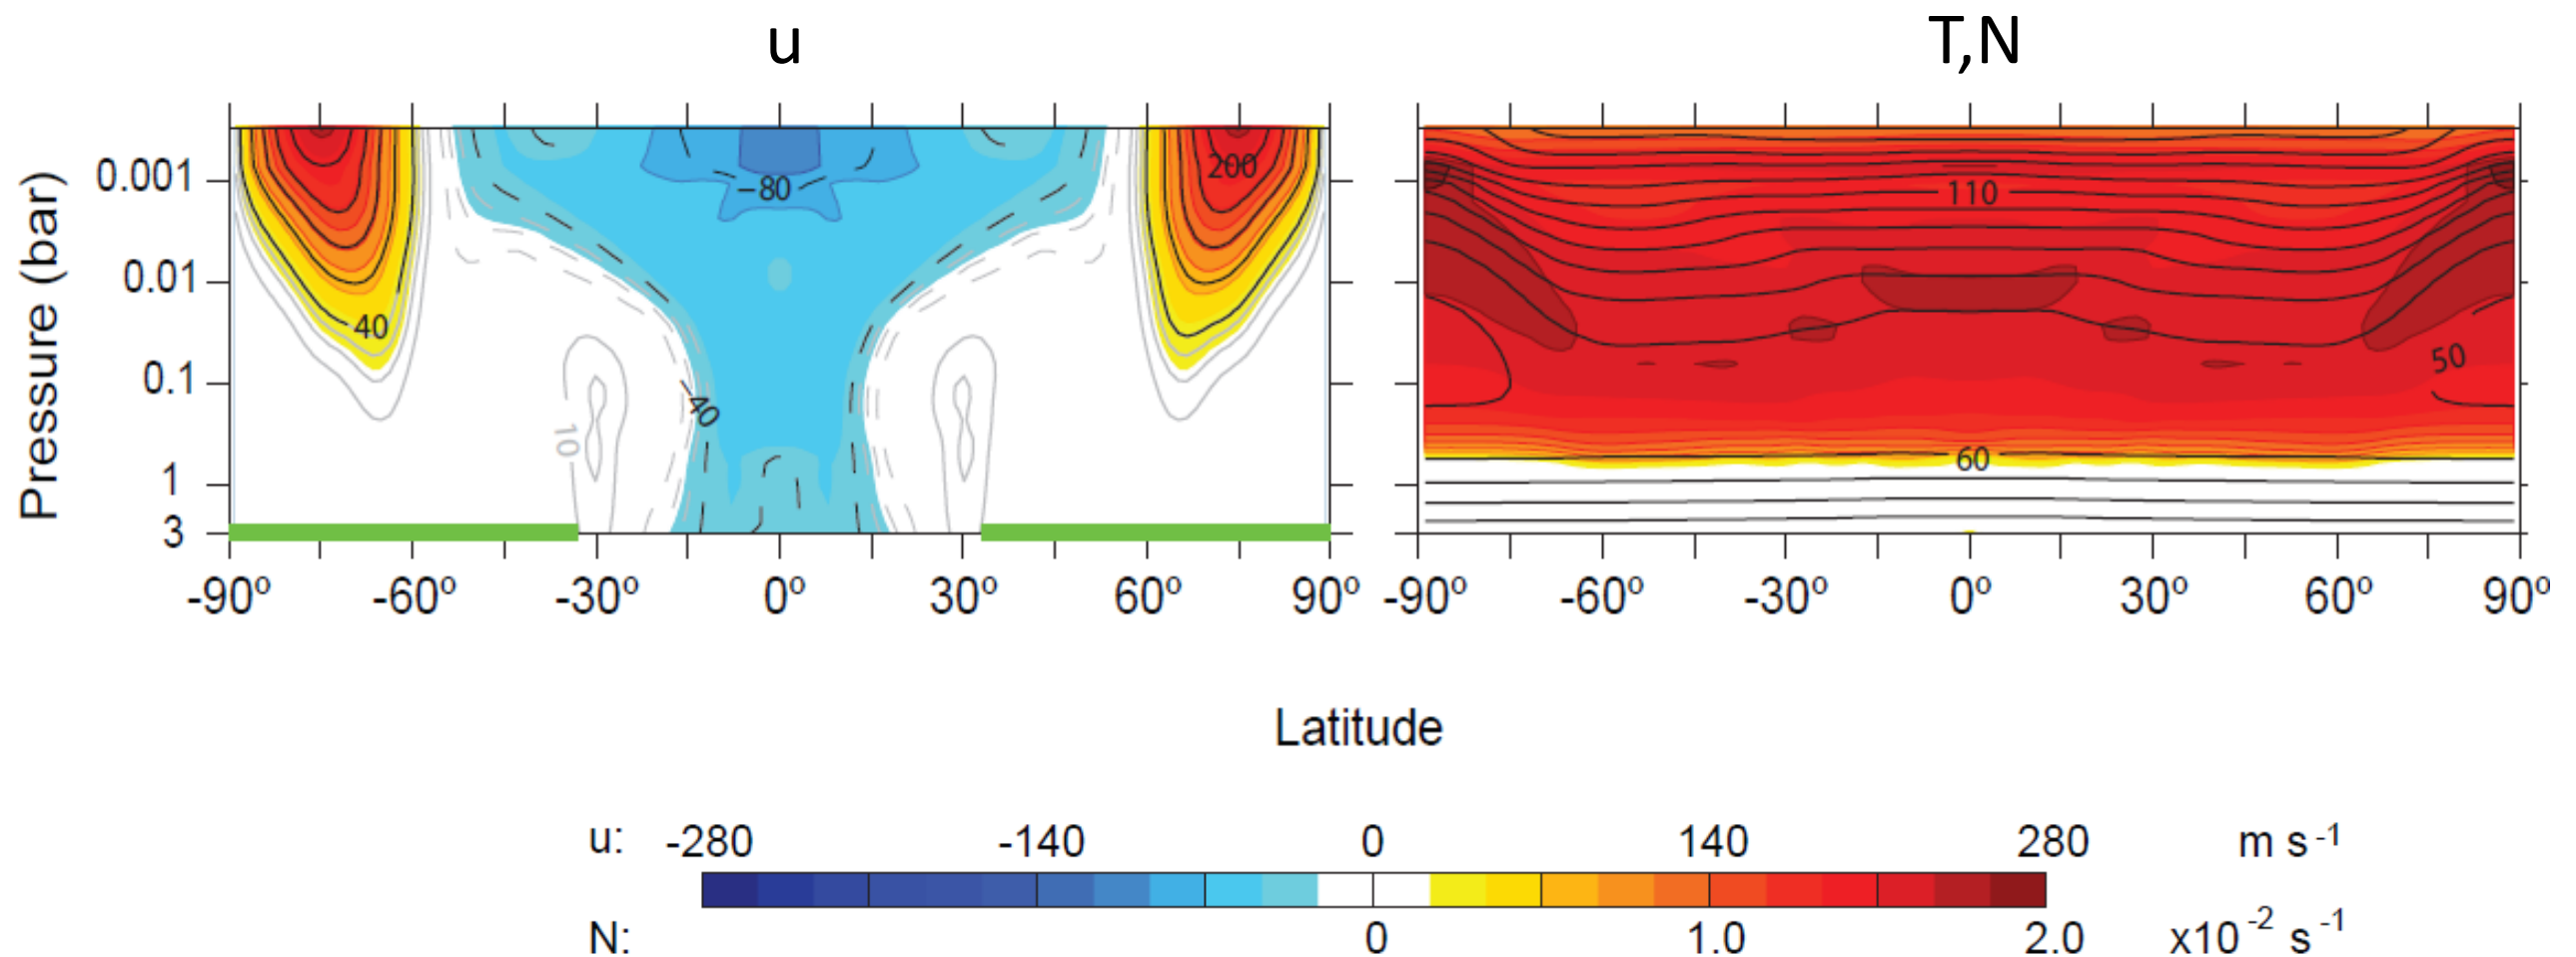 u T,N
Pressure (bar)
0.001
0.01
0.1
1
3
200
-80
40
-40
10
110
50
60
-90º -60º -30º 0º 30º 60º 90º -90º -60º -30º 0º 30º 60º 90º
Latitude
u: -280 -140 0 140 280 m s⁻¹
N: 0 1.0 2.0 x10⁻² s⁻¹